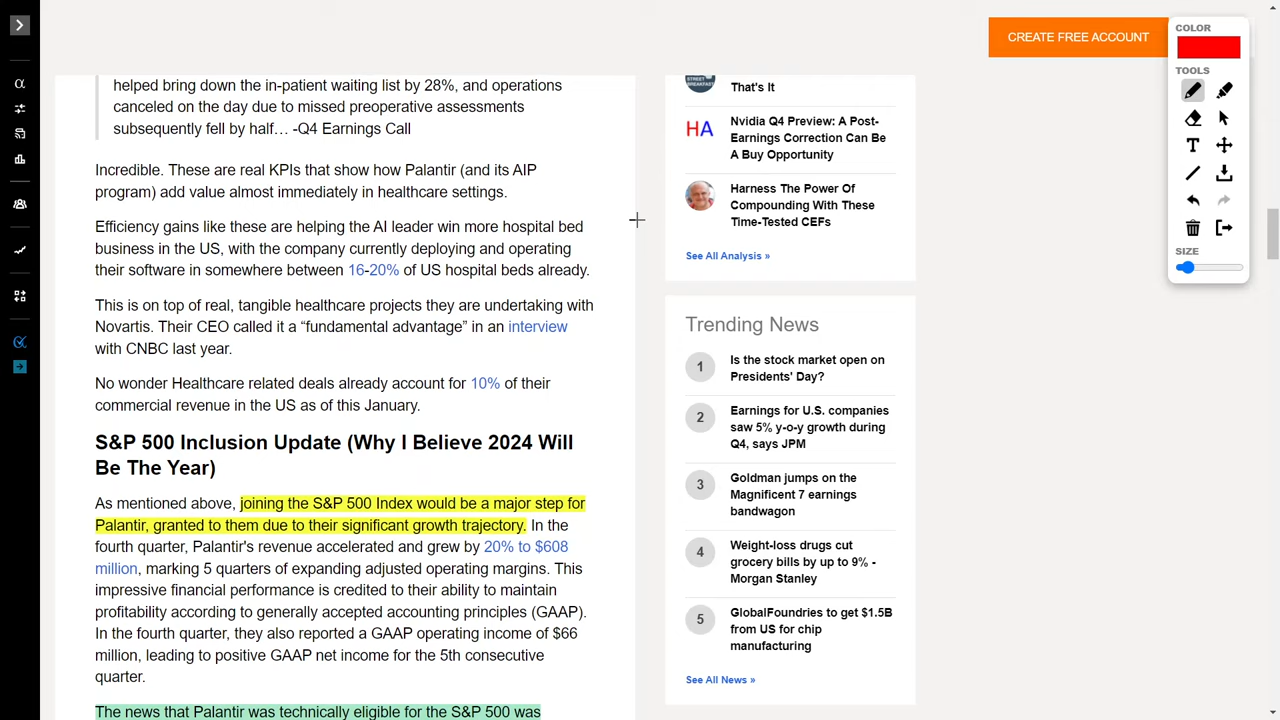 CREATE FREE ACCOUNT
COLOR
TOOLS
T
SIZE
α
helped bring down the in-patient waiting list by 28%, and operations
canceled on the day due to missed preoperative assessments
subsequently fell by half… -Q4 Earnings Call
Incredible. These are real KPIs that show how Palantir (and its AIP
program) add value almost immediately in healthcare settings.
Efficiency gains like these are helping the AI leader win more hospital bed
business in the US, with the company currently deploying and operating
their software in somewhere between 16-20% of US hospital beds already.
This is on top of real, tangible healthcare projects they are undertaking with
Novartis. Their CEO called it a “fundamental advantage” in an interview
with CNBC last year.
No wonder Healthcare related deals already account for 10% of their
commercial revenue in the US as of this January.
S&P 500 Inclusion Update (Why I Believe 2024 Will
Be The Year)
As mentioned above, joining the S&P 500 Index would be a major step for
Palantir, granted to them due to their significant growth trajectory. In the
fourth quarter, Palantir's revenue accelerated and grew by 20% to $608
million, marking 5 quarters of expanding adjusted operating margins. This
impressive financial performance is credited to their ability to maintain
profitability according to generally accepted accounting principles (GAAP).
In the fourth quarter, they also reported a GAAP operating income of $66
million, leading to positive GAAP net income for the 5th consecutive
quarter.
The news that Palantir was technically eligible for the S&P 500 was
STREET
BREAKFAST
That's It
HA
Nvidia Q4 Preview: A Post-
Earnings Correction Can Be
A Buy Opportunity
Harness The Power Of
Compounding With These
Time-Tested CEFs
See All Analysis »
Trending News
1
Is the stock market open on
Presidents' Day?
2
Earnings for U.S. companies
saw 5% y-o-y growth during
Q4, says JPM
3
Goldman jumps on the
Magnificent 7 earnings
bandwagon
4
Weight-loss drugs cut
grocery bills by up to 9% -
Morgan Stanley
5
GlobalFoundries to get $1.5B
from US for chip
manufacturing
See All News »